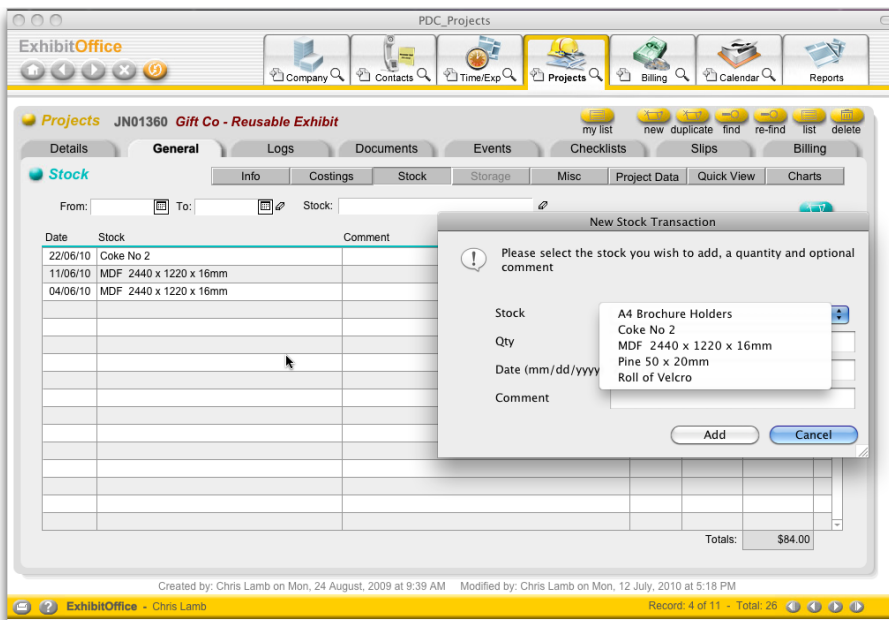 PDC_Projects
ExhibitOffice
Company
Contacts
Time/Exp
Projects
Billing
Calendar
Reports
Projects JN01360 Gift Co - Reusable Exhibit
my list new duplicate find re-find list delete
Details General Logs Documents Events Checklists Slips Billing
Stock Info Costings Stock Storage Misc Project Data Quick View Charts
From: To: Stock:
New Stock Transaction
Date Stock Comment
22/06/10 Coke No 2
11/06/10 MDF 2440 x 1220 x 16mm
04/06/10 MDF 2440 x 1220 x 16mm
Please select the stock you wish to add, a quantity and optional
comment
Stock
A4 Brochure Holders
Coke No 2
MDF 2440 x 1220 x 16mm
Pine 50 x 20mm
Roll of Velcro
Qty
Date (mm/dd/yyyy
Comment
Add Cancel
Totals: $84.00
Created by: Chris Lamb on Mon, 24 August, 2009 at 9:39 AM Modified by: Chris Lamb on Mon, 12 July, 2010 at 5:18 PM
ExhibitOffice - Chris Lamb Record: 4 of 11 - Total: 26